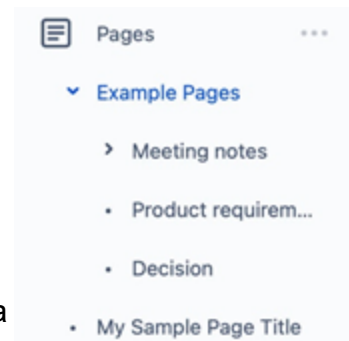 Pages
Example Pages
Meeting notes
Product requirem...
Decision
a
My Sample Page Title